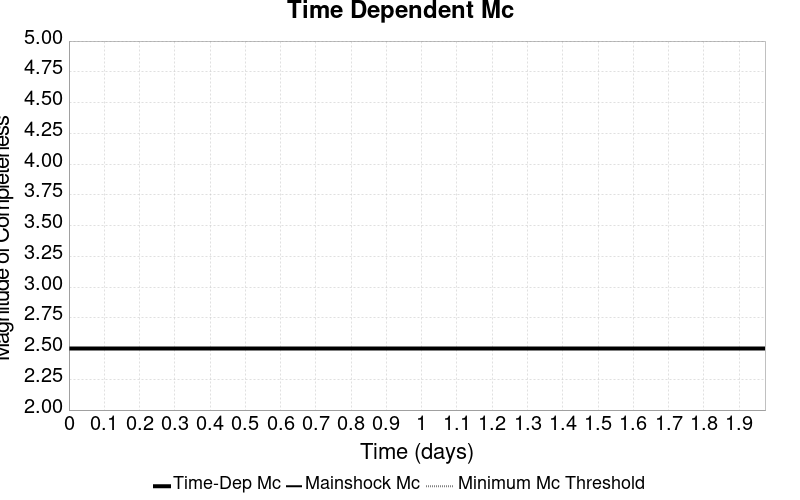 Time Dependent Mc
Magnitude of Completeness
5.00
4.75
4.50
4.25
4.00
3.75
3.50
3.25
3.00
2.75
2.50
2.25
2.00
0 0.1 0.2 0.3 0.4 0.5 0.6 0.7 0.8 0.9 1 1.1 1.2 1.3 1.4 1.5 1.6 1.7 1.8 1.9
Time (days)
Time-Dep Mc Mainshock Mc Minimum Mc Threshold